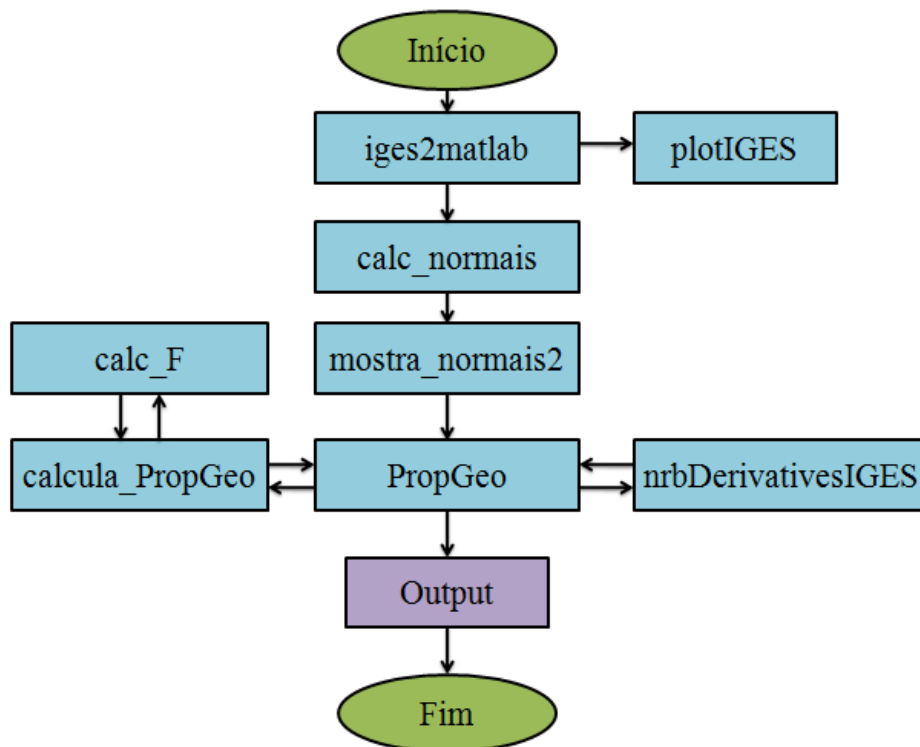 Início
iges2matlab
plotIGES
calc_normais
calc_F
mostra_normais2
calcula_PropGeo
PropGeo
nrbDerivativesIGES
Output
Fim